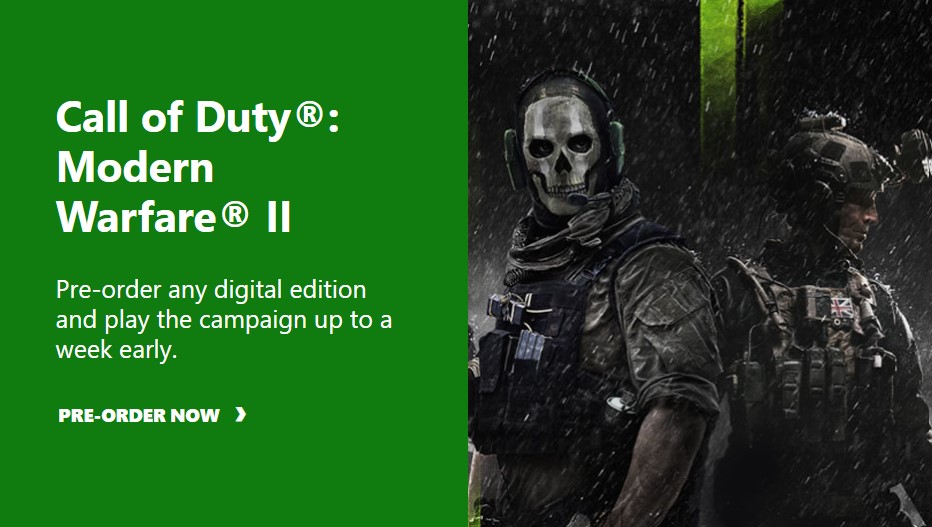 Call of Duty®:
Modern
Warfare® II
Pre-order any digital edition
and play the campaign up to a
week early.
PRE-ORDER NOW ❯